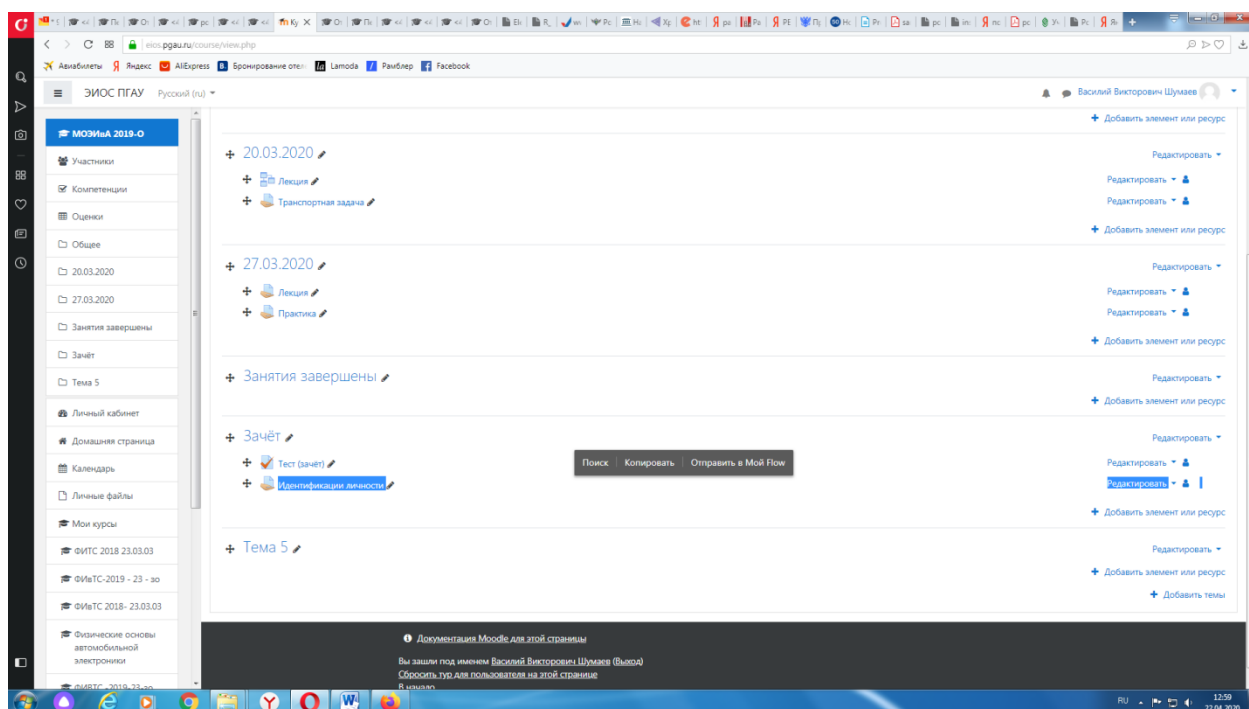 eios.pgau.ru/course/view.php
Авиабилеты Яндекс AliExpress Бронирование отел Lamoda Рамблер Facebook
ЭИОС ПГАУ Русский (ru) Василий Викторович Шумаев
Добавить элемент или ресурс
МОЭИвА 2019-О
Участники
Компетенции
Оценки
Общее
20.03.2020
27.03.2020
Занятия завершены
Зачёт
Тема 5
Личный кабинет
Домашняя страница
Календарь
Личные файлы
Мои курсы
ФИТС 2018 23.03.03
ФИвТС-2019 - 23 - зо
ФИвТС 2018- 23.03.03
Физические основы
автомобильной
электроники
20.03.2020 Редактировать
Лекция Редактировать
Транспортная задача Редактировать
Добавить элемент или ресурс
27.03.2020 Редактировать
Лекция Редактировать
Практика Редактировать
Добавить элемент или ресурс
Занятия завершены Редактировать
Добавить элемент или ресурс
Зачёт Редактировать
Поиск Копировать Отправить в Мой Flow
Тест (зачёт) Редактировать
Идентификации личности Редактировать
Добавить элемент или ресурс
Тема 5 Редактировать
Добавить элемент или ресурс
Добавить темы
Документация Moodle для этой страницы
Вы зашли под именем Василий Викторович Шумаев (Выход)
Сбросить тур для пользователя на этой странице
В начало
RU 12:59
22.04.2020